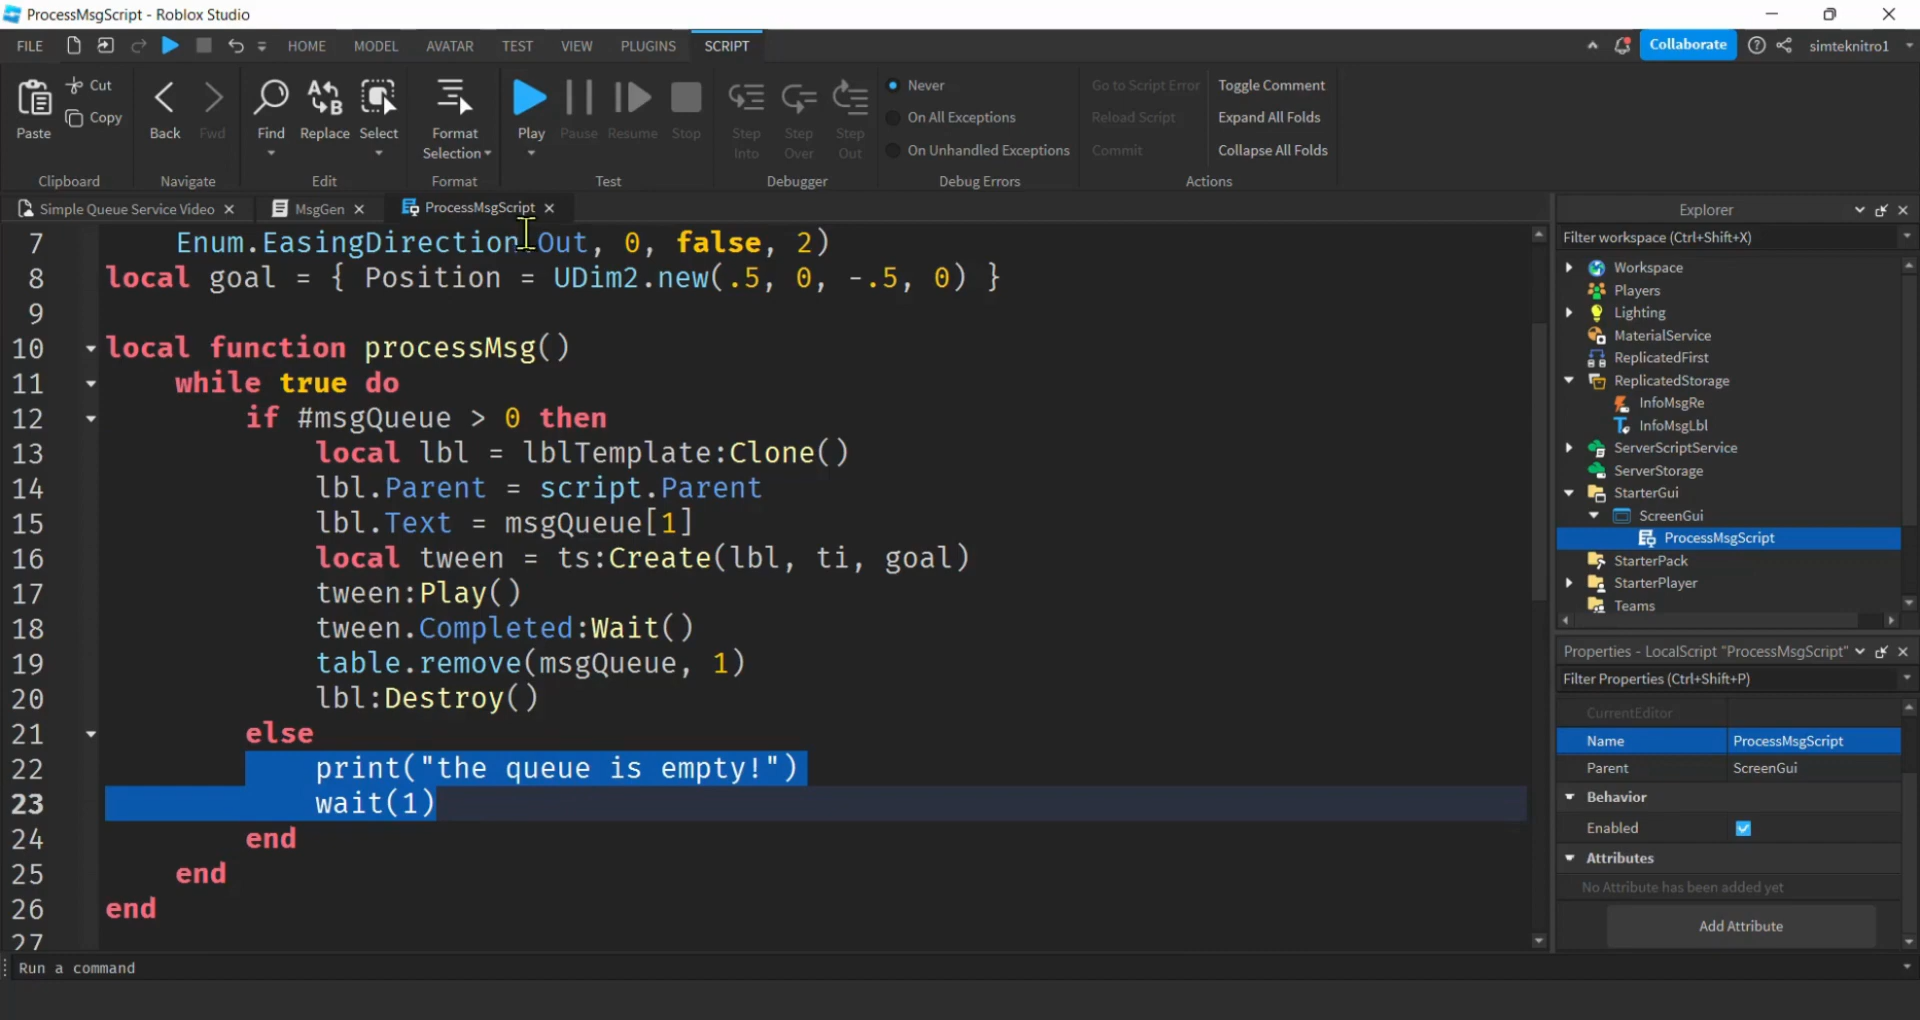 ProcessMsgScript - Roblox Studio
FILE HOME MODEL AVATAR TEST VIEW PLUGINS SCRIPT Collaborate simteknitro1
Paste Cut Copy
Clipboard
Back Fwd
Navigate
Find Replace Select
Edit
Format Selection
Format
Play Pause Resume Stop
Test
Step Into Step Over Step Out
Debugger
Never
On All Exceptions
On Unhandled Exceptions
Debug Errors
Go to Script Error
Reload Script
Commit
Toggle Comment
Expand All Folds
Collapse All Folds
Actions
Simple Queue Service Video MsgGen ProcessMsgScript
7 Enum.EasingDirection.Out, 0, false, 2)
8 local goal = { Position = UDim2.new(.5, 0, -.5, 0) }
9
10 local function processMsg()
11 while true do
12 if #msgQueue > 0 then
13 local lbl = lblTemplate:Clone()
14 lbl.Parent = script.Parent
15 lbl.Text = msgQueue[1]
16 local tween = ts:Create(lbl, ti, goal)
17 tween:Play()
18 tween.Completed:Wait()
19 table.remove(msgQueue, 1)
20 lbl:Destroy()
21 else
22 print("the queue is empty!")
23 wait(1)
24 end
25 end
26 end
27
Run a command
Explorer
Filter workspace (Ctrl+Shift+X)
Workspace
Players
Lighting
MaterialService
ReplicatedFirst
ReplicatedStorage
InfoMsgRe
InfoMsgLbl
ServerScriptService
ServerStorage
StarterGui
ScreenGui
ProcessMsgScript
StarterPack
StarterPlayer
Teams
Properties - LocalScript "ProcessMsgScript"
Filter Properties (Ctrl+Shift+P)
CurrentEditor
Name ProcessMsgScript
Parent ScreenGui
Behavior
Enabled
Attributes
No Attribute has been added yet
Add Attribute